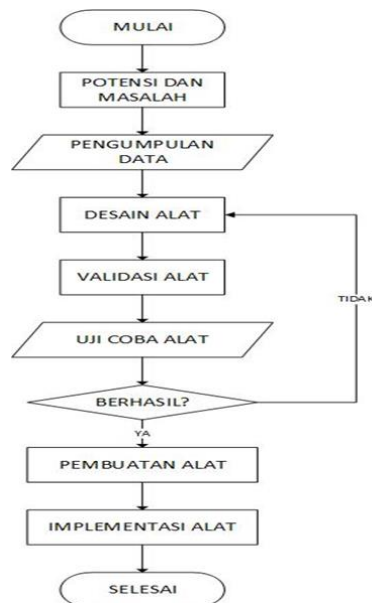 MULAI
POTENSI DAN
MASALAH
PENGUMPULAN
DATA
DESAIN ALAT
VALIDASI ALAT
TIDAK
UJI COBA ALAT
BERHASIL?
YA
PEMBUATAN ALAT
IMPLEMENTASI ALAT
SELESAI